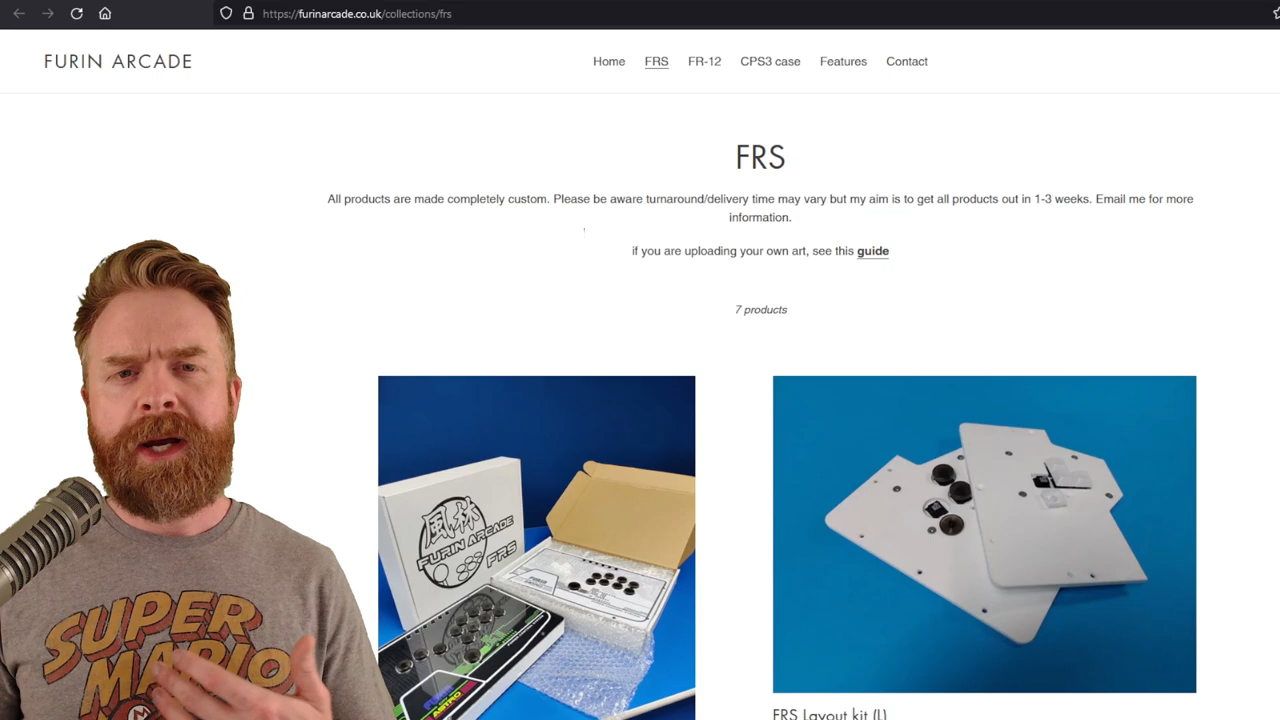 https://furinarcade.co.uk/collections/frs
FURIN ARCADE
Home FRS FR-12 CPS3 case Features Contact
FRS
All products are made completely custom. Please be aware turnaround/delivery time may vary but my aim is to get all products out in 1-3 weeks. Email me for more
information.
if you are uploading your own art, see this guide
7 products
風林
FURIN ARCADE
FRS
FRS Layout kit (L)
SUPER
MARIO
M